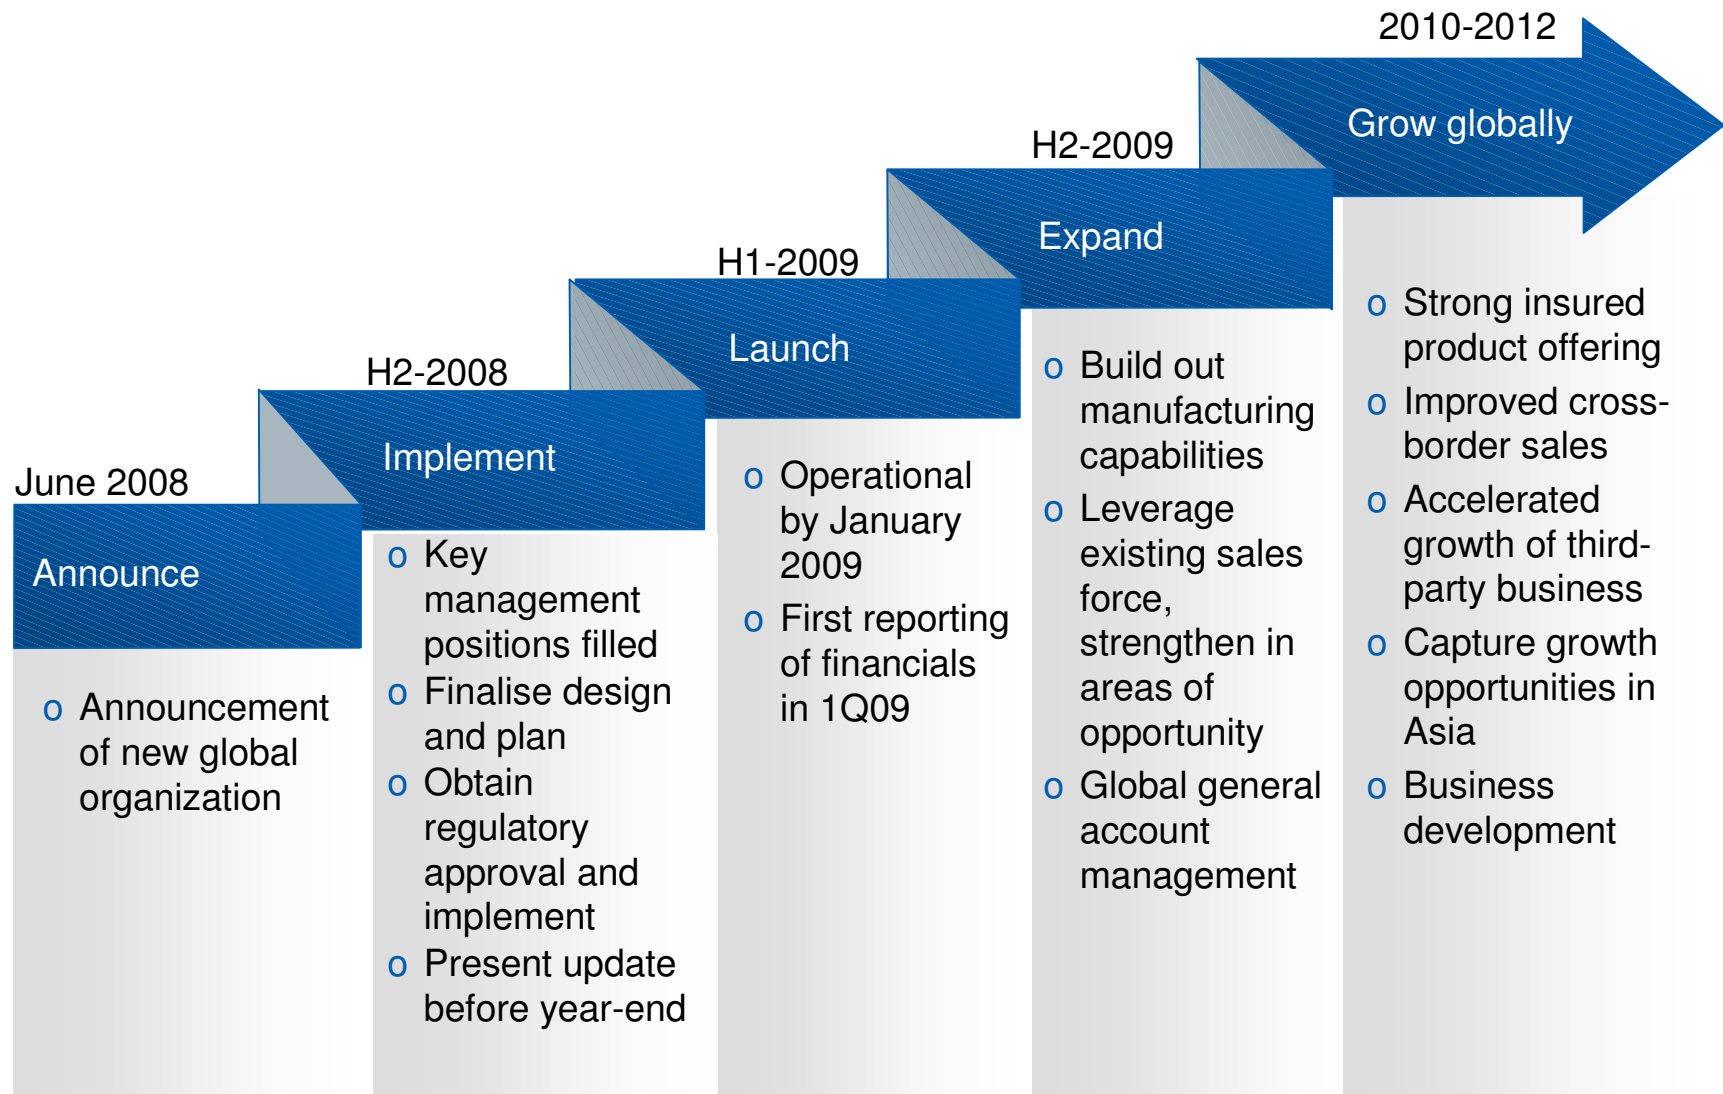 June 2008
Announce
o Announcement
of new global
organization
H2-2008
Implement
o Key
management
positions filled
o Finalise design
and plan
o Obtain
regulatory
approval and
implement
o Present update
before year-end
H1-2009
Launch
o Operational
by January
2009
o First reporting
of financials
in 1Q09
H2-2009
Expand
o Build out
manufacturing
capabilities
o Leverage
existing sales
force,
strengthen in
areas of
opportunity
o Global general
account
management
2010-2012
Grow globally
o Strong insured
product offering
o Improved cross-
border sales
o Accelerated
growth of third-
party business
o Capture growth
opportunities in
Asia
o Business
development